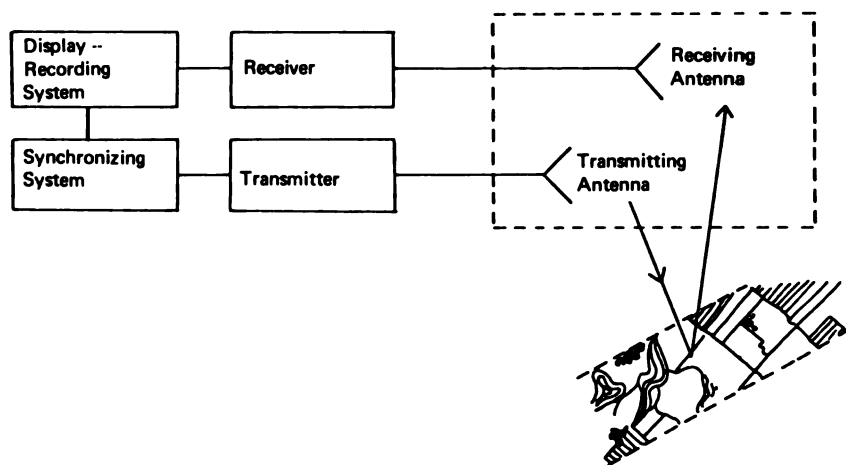 Display --
Recording
System
Receiver
Receiving
Antenna
Synchronizing
System
Transmitter
Transmitting
Antenna